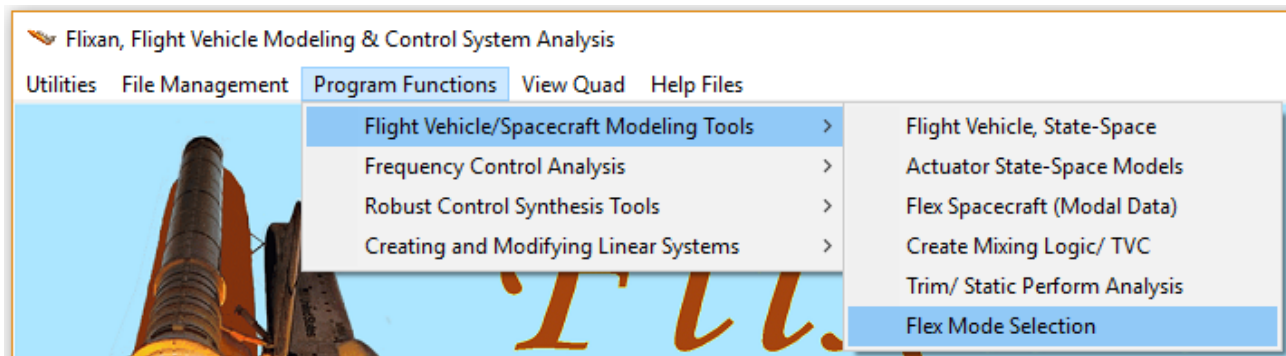 Flixan, Flight Vehicle Modeling & Control System Analysis
Utilities File Management Program Functions View Quad Help Files
Flight Vehicle/Spacecraft Modeling Tools >
Frequency Control Analysis >
Robust Control Synthesis Tools >
Creating and Modifying Linear Systems >
Flight Vehicle, State-Space
Actuator State-Space Models
Flex Spacecraft (Modal Data)
Create Mixing Logic/ TVC
Trim/ Static Perform Analysis
Flex Mode Selection